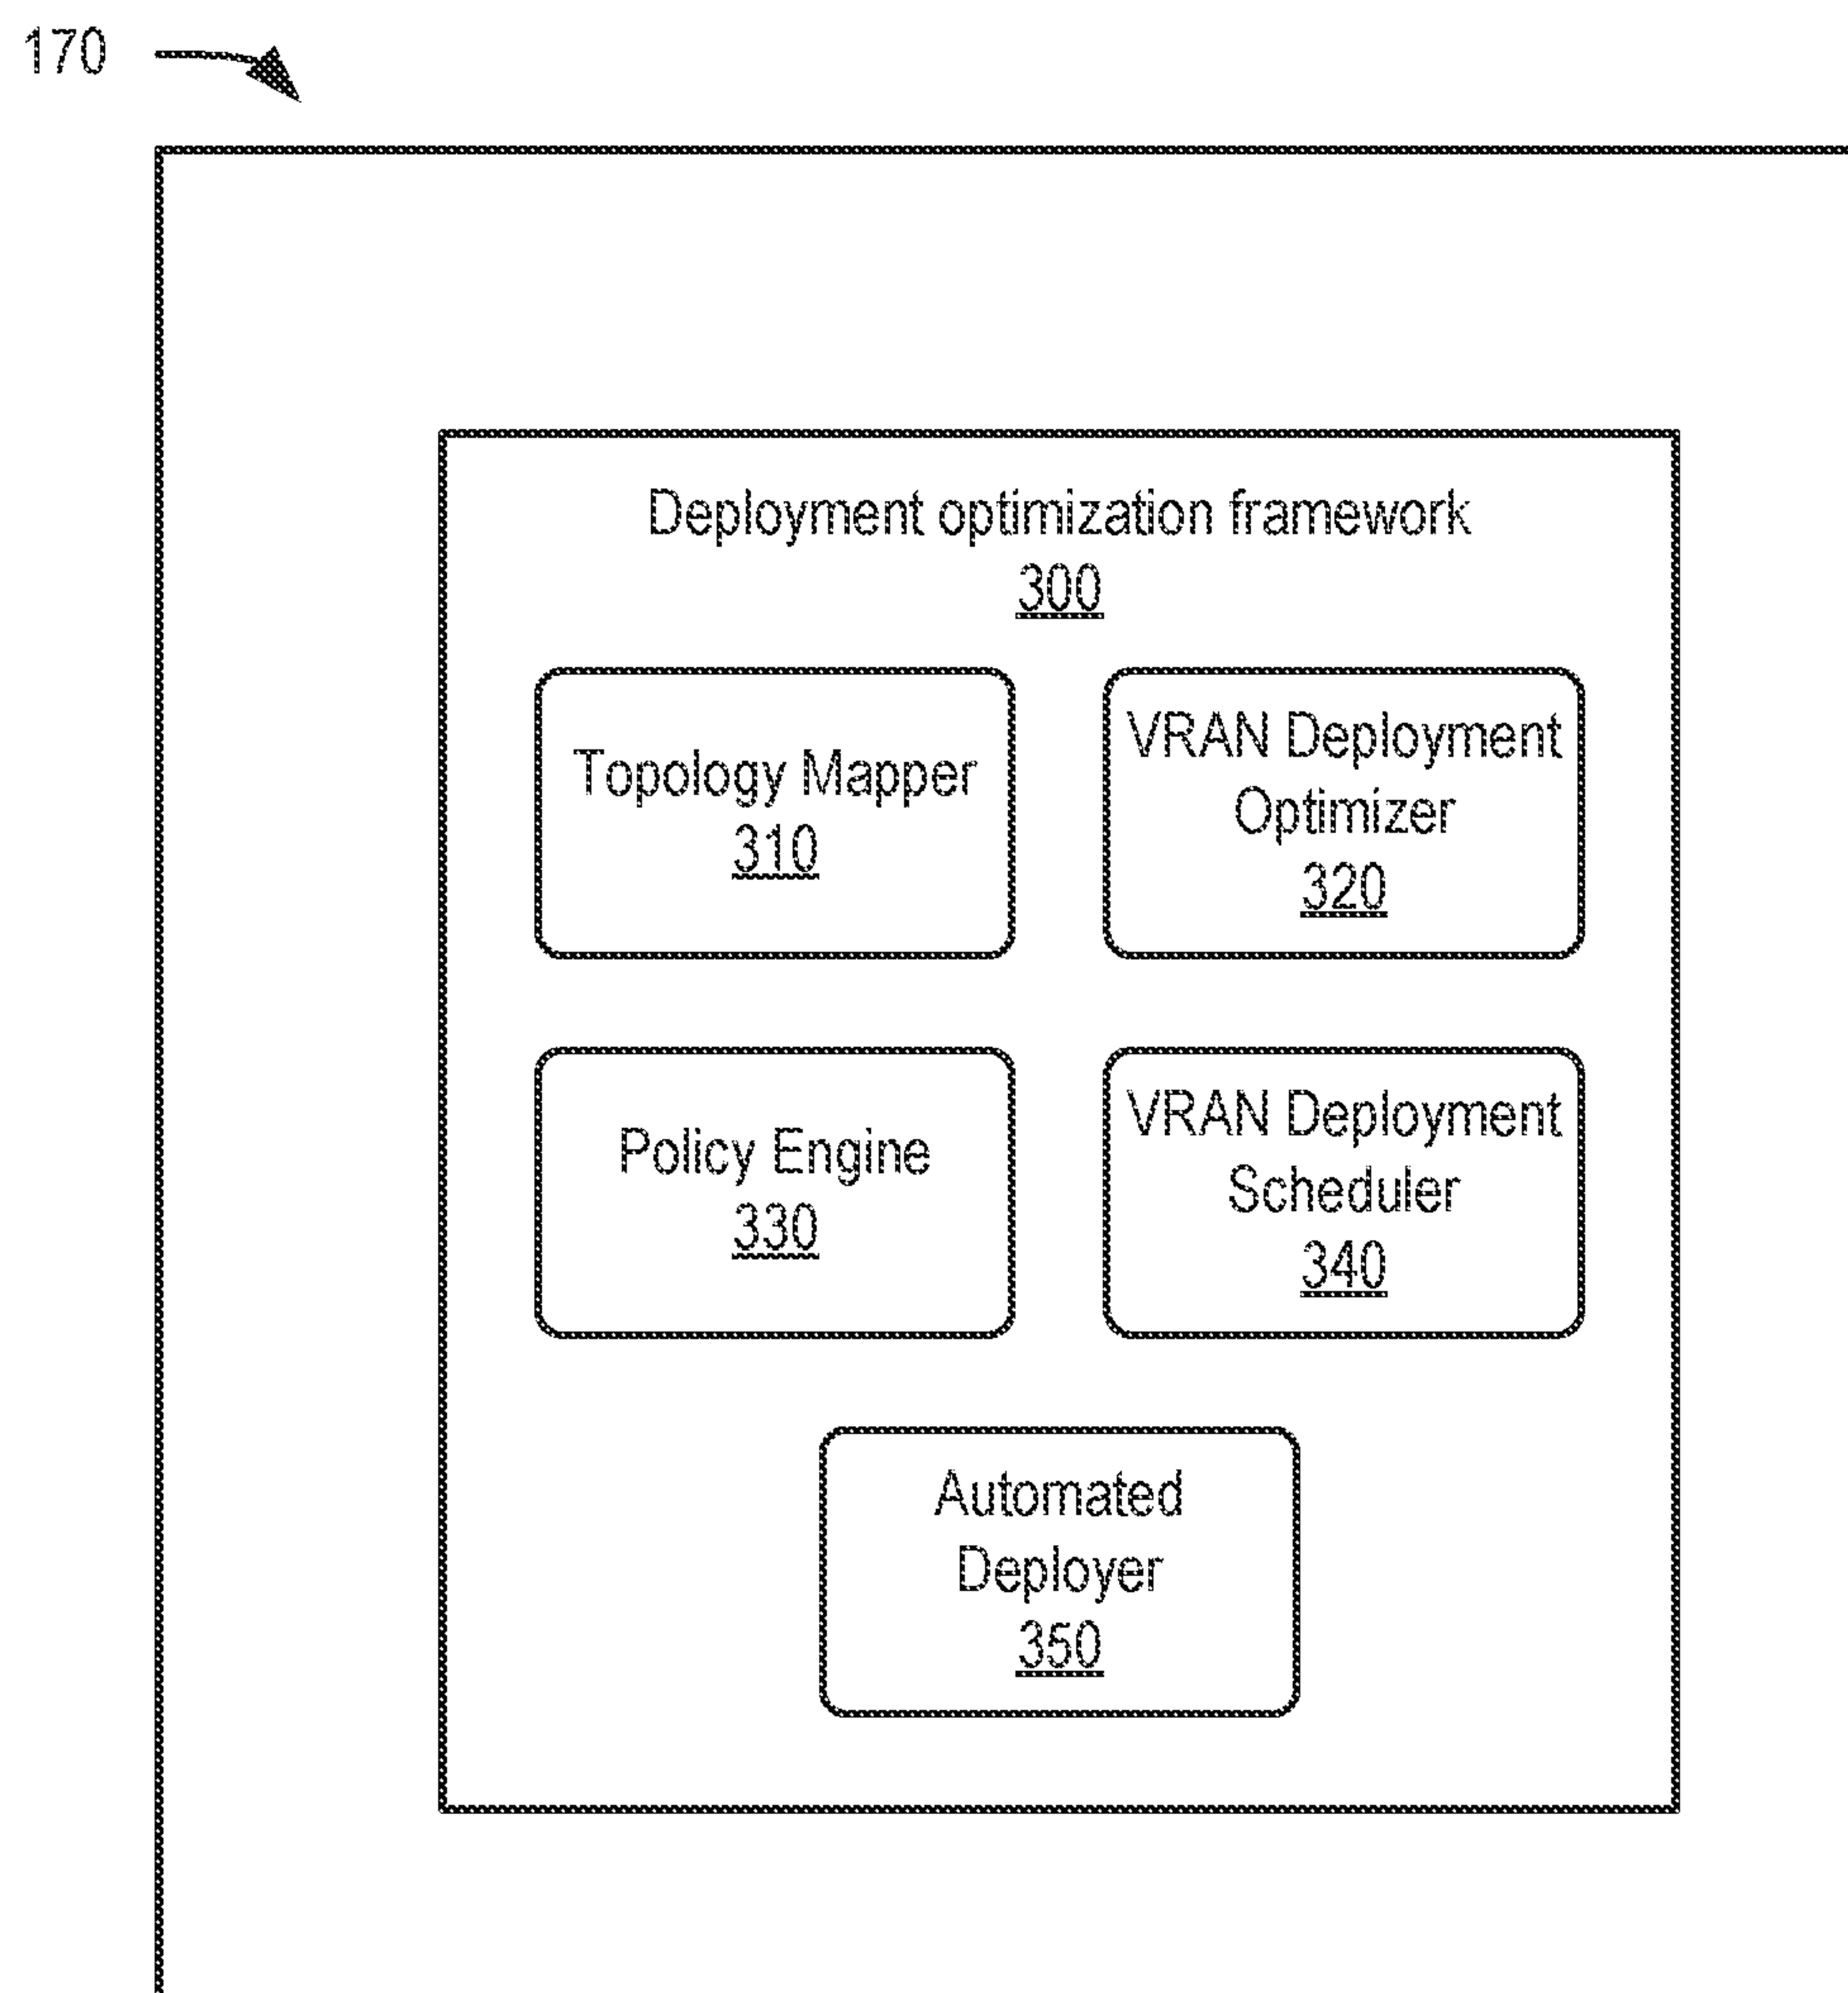 170
Deployment optimization framework
300
Topology Mapper
310
VRAN Deployment
Optimizer
320
Policy Engine
330
VRAN Deployment
Scheduler
340
Automated
Deployer
350